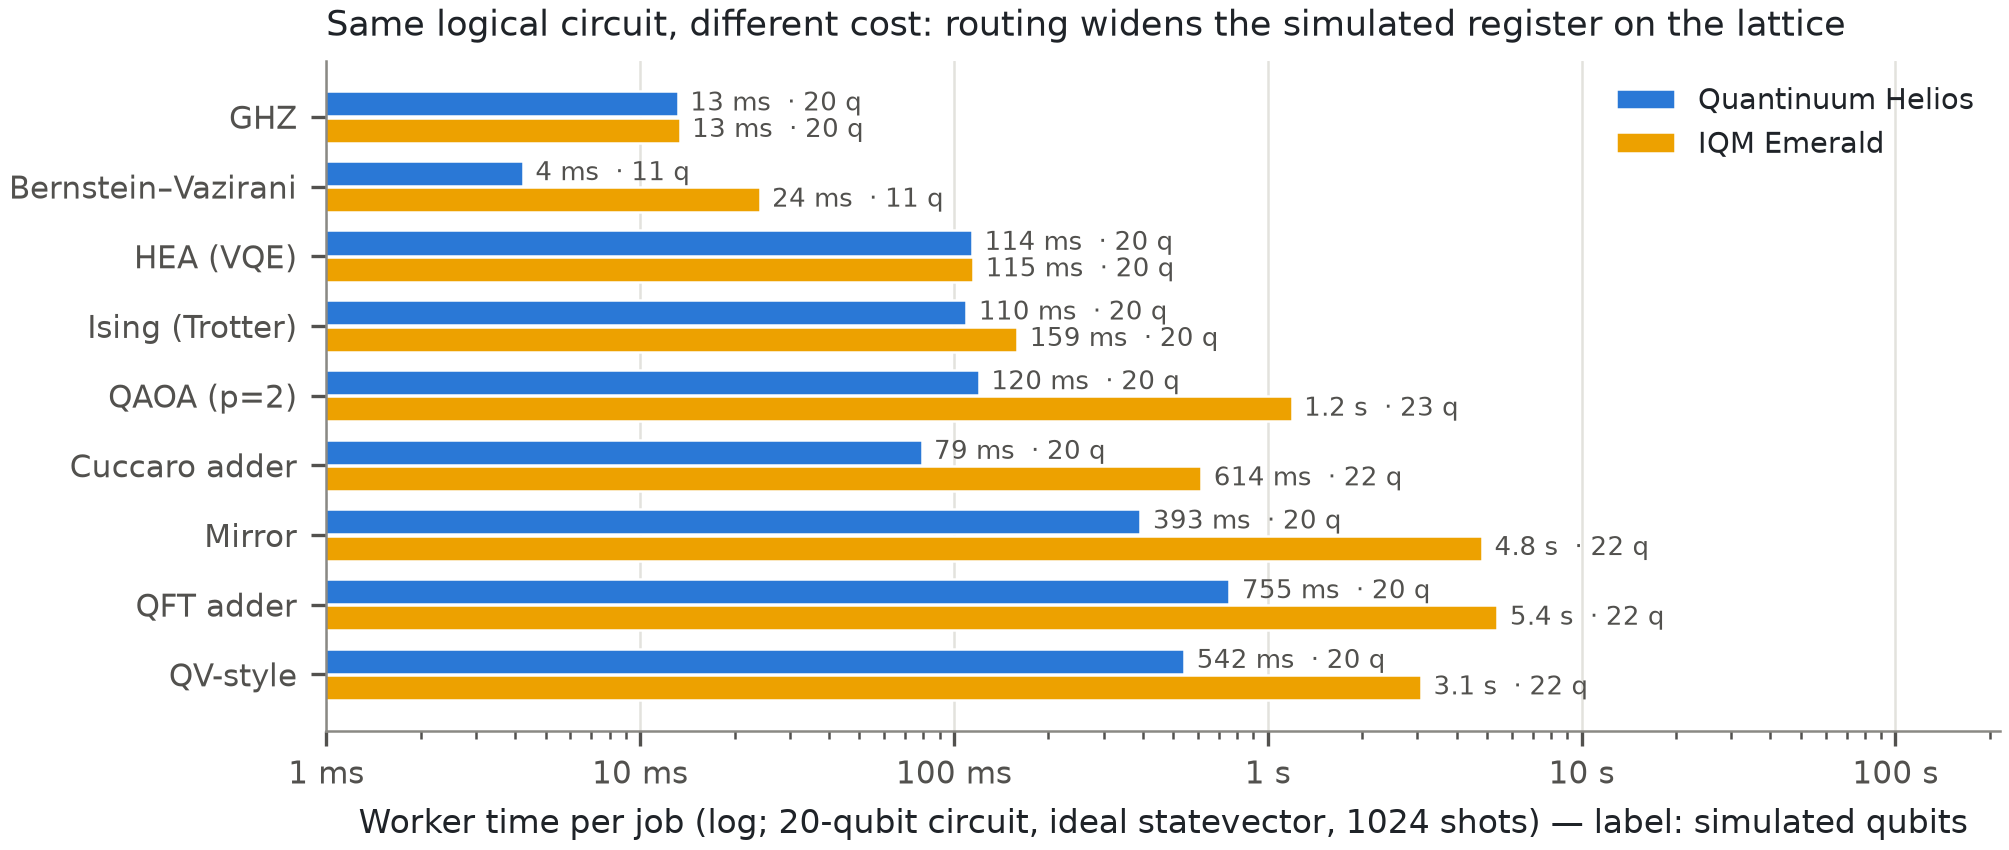 Same logical circuit, different cost: routing widens the simulated register on the lattice
Quantinuum Helios
IQM Emerald
GHZ
13 ms · 20 q
13 ms · 20 q
Bernstein–Vazirani
4 ms · 11 q
24 ms · 11 q
HEA (VQE)
114 ms · 20 q
115 ms · 20 q
Ising (Trotter)
110 ms · 20 q
159 ms · 20 q
QAOA (p=2)
120 ms · 20 q
1.2 s · 23 q
Cuccaro adder
79 ms · 20 q
614 ms · 22 q
Mirror
393 ms · 20 q
4.8 s · 22 q
QFT adder
755 ms · 20 q
5.4 s · 22 q
QV-style
542 ms · 20 q
3.1 s · 22 q
1 ms 10 ms 100 ms 1 s 10 s 100 s
Worker time per job (log; 20-qubit circuit, ideal statevector, 1024 shots) — label: simulated qubits